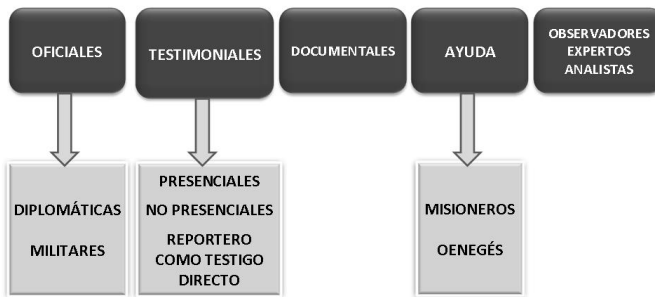 OFICIALES
TESTIMONIALES
DOCUMENTALES
AYUDA
OBSERVADORES
EXPERTOS
ANALISTAS
DIPLOMÁTICAS
MILITARES
PRESENCIALES
NO PRESENCIALES
REPORTERO
COMO TESTIGO
DIRECTO
MISIONEROS
OENEGÉS